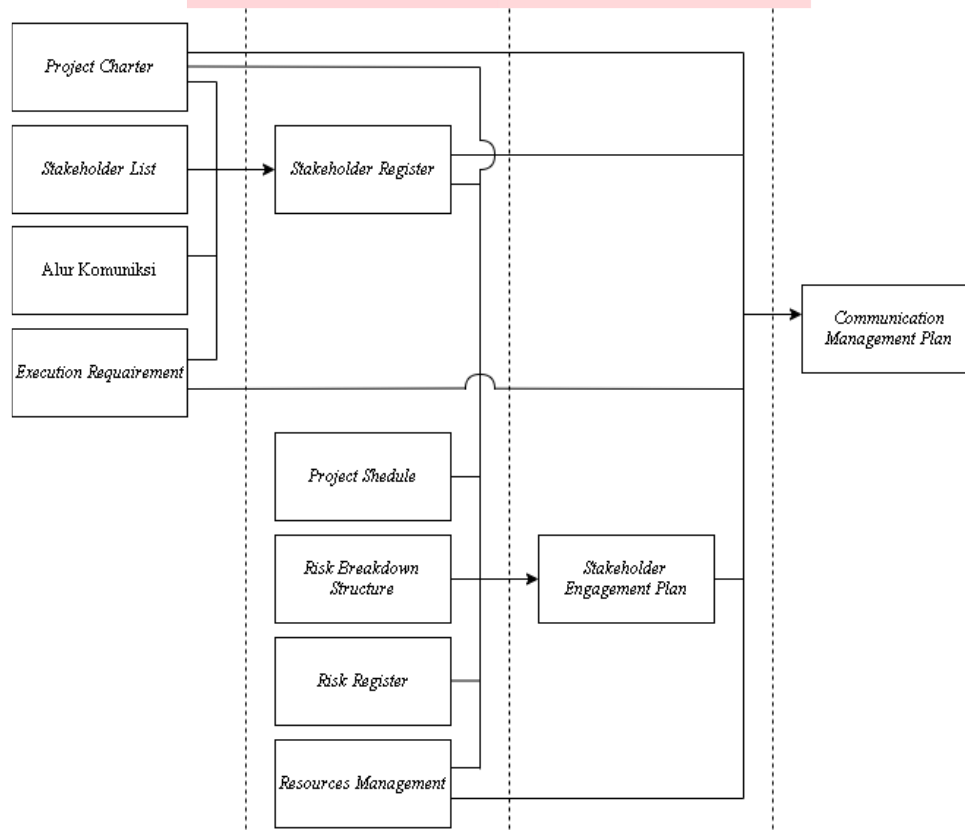 Project Charter
Stakeholder List
Alur Komuniksi
Execution Requairement
Stakeholder Register
Project Shedule
Risk Breakdown
Structure
Risk Register
Resources Management
Stakeholder
Engagement Plan
Communication
Management Plan